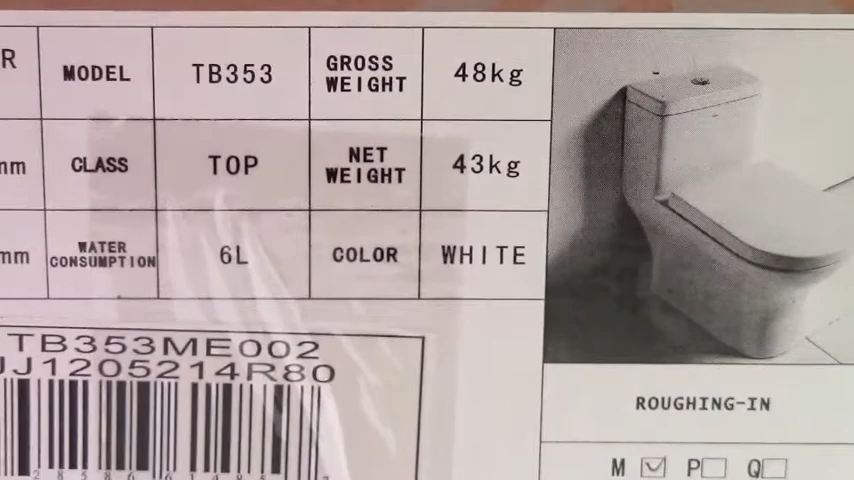 R MODEL TB353 GROSS WEIGHT 48kg
mm CLASS TOP NET WEIGHT 43kg
mm WATER CONSUMPTION 6L COLOR WHITE
TB353ME002
JJ1205214R80
ROUGHING-IN
M P Q